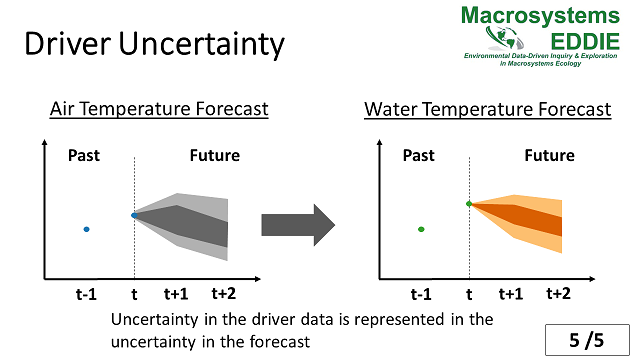 Driver Uncertainty
Macrosystems
EDDIE
Environmental Data-Driven Inquiry & Exploration
in Macrosystems Ecology
Air Temperature Forecast
Past
Future
t-1
t
t+1
t+2
Water Temperature Forecast
Past
Future
t-1
t
t+1
t+2
Uncertainty in the driver data is represented in the
uncertainty in the forecast
5 /5